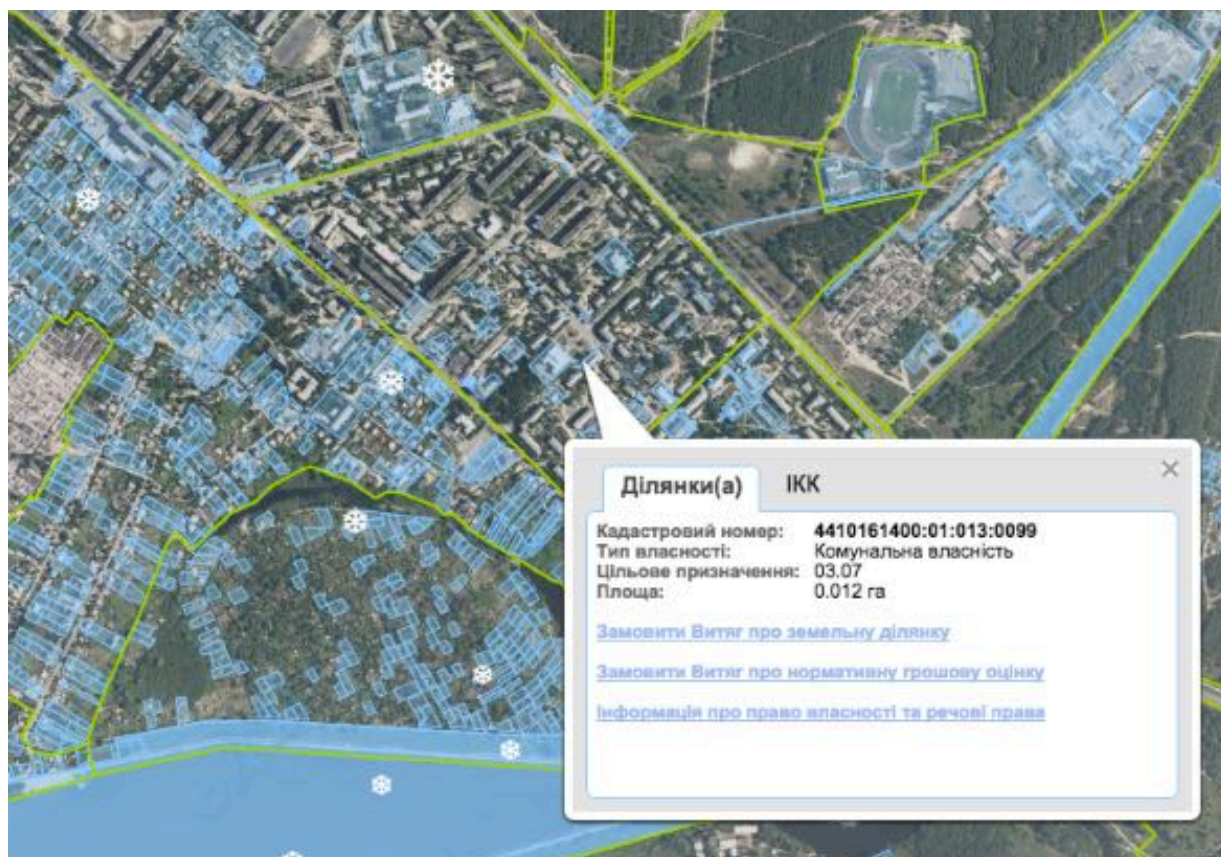 Ділянки(а) ІКК
Кадастровий номер: 4410161400:01:013:0099
Тип власності: Комунальна власність
Цільове призначення: 03.07
Площа: 0.012 га
Замовити Витяг про земельну ділянку
Замовити Витяг про нормативну грошову оцінку
Інформація про право власності та речові права